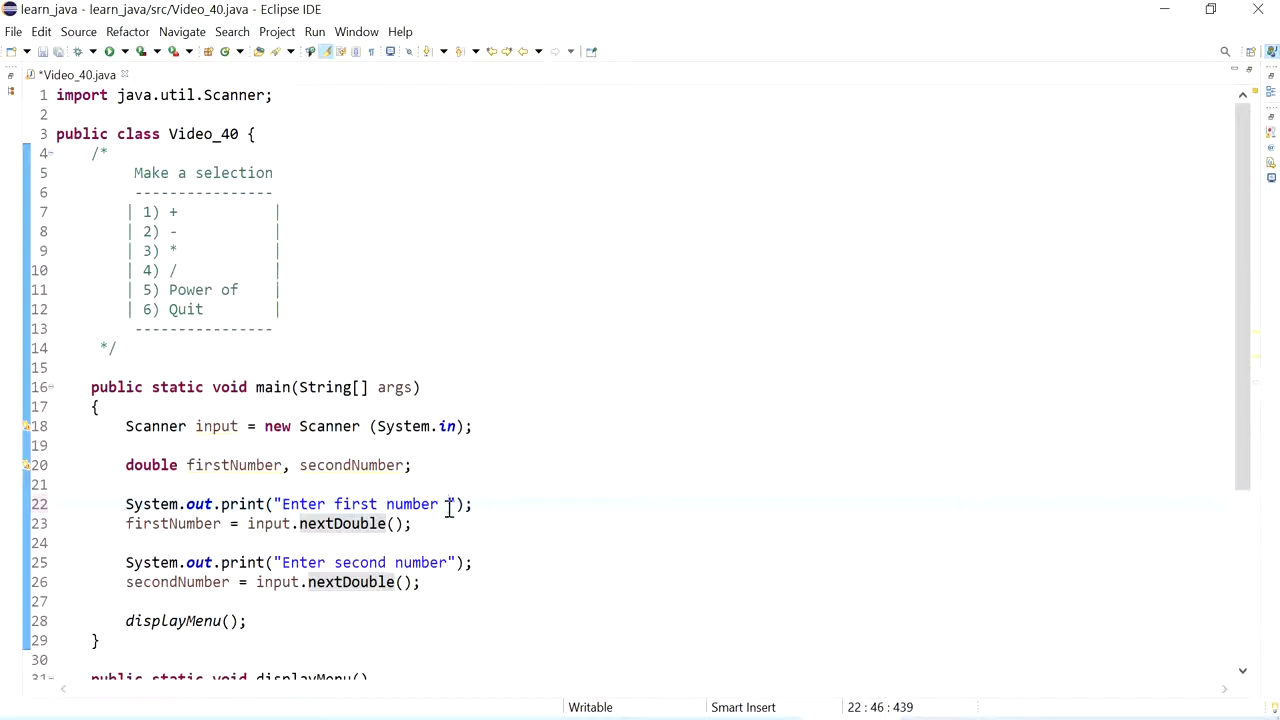 learn_java - learn_java/src/Video_40.java - Eclipse IDE
File Edit Source Refactor Navigate Search Project Run Window Help
*Video_40.java
1 import java.util.Scanner;
2
3 public class Video_40 {
4 /*
5 Make a selection
6 ----------------
7 | 1) + |
8 | 2) - |
9 | 3) * |
10 | 4) / |
11 | 5) Power of |
12 | 6) Quit |
13 ----------------
14 */
15
16 public static void main(String[] args)
17 {
18 Scanner input = new Scanner (System.in);
19
20 double firstNumber, secondNumber;
21
22 System.out.print("Enter first number ");
23 firstNumber = input.nextDouble();
24
25 System.out.print("Enter second number");
26 secondNumber = input.nextDouble();
27
28 displayMenu();
29 }
30
31 public static void displayMenu()
Writable Smart Insert 22 : 46 : 439